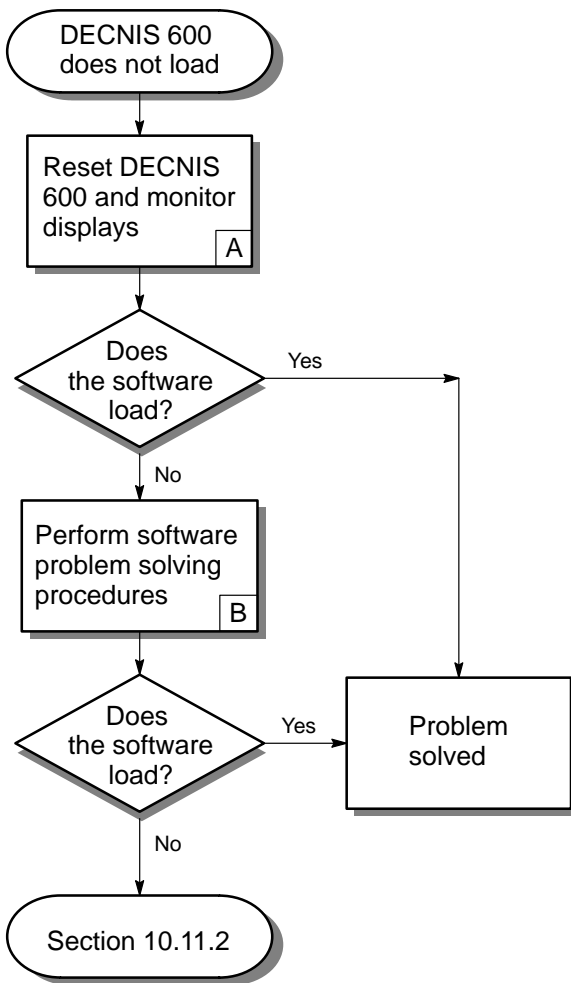 DECNIS 600
does not load
Reset DECNIS
600 and monitor
displays
A
Does
the software
load?
Yes
No
Perform software
problem solving
procedures
B
Does
the software
load?
Yes
Problem
solved
No
Section 10.11.2